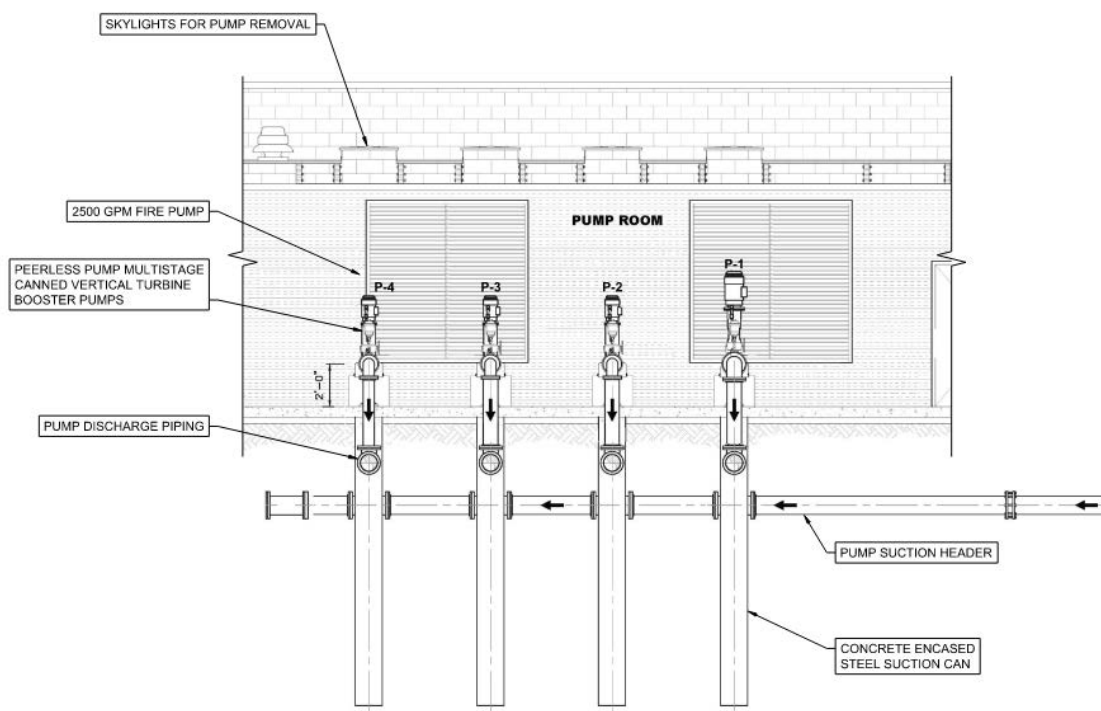 SKYLIGHTS FOR PUMP REMOVAL
2500 GPM FIRE PUMP
PUMP ROOM
PEERLESS PUMP MULTISTAGE
CANNED VERTICAL TURBINE
BOOSTER PUMPS
P-4
P-3
P-2
P-1
2'-0"
PUMP DISCHARGE PIPING
PUMP SUCTION HEADER
CONCRETE ENCASED
STEEL SUCTION CAN